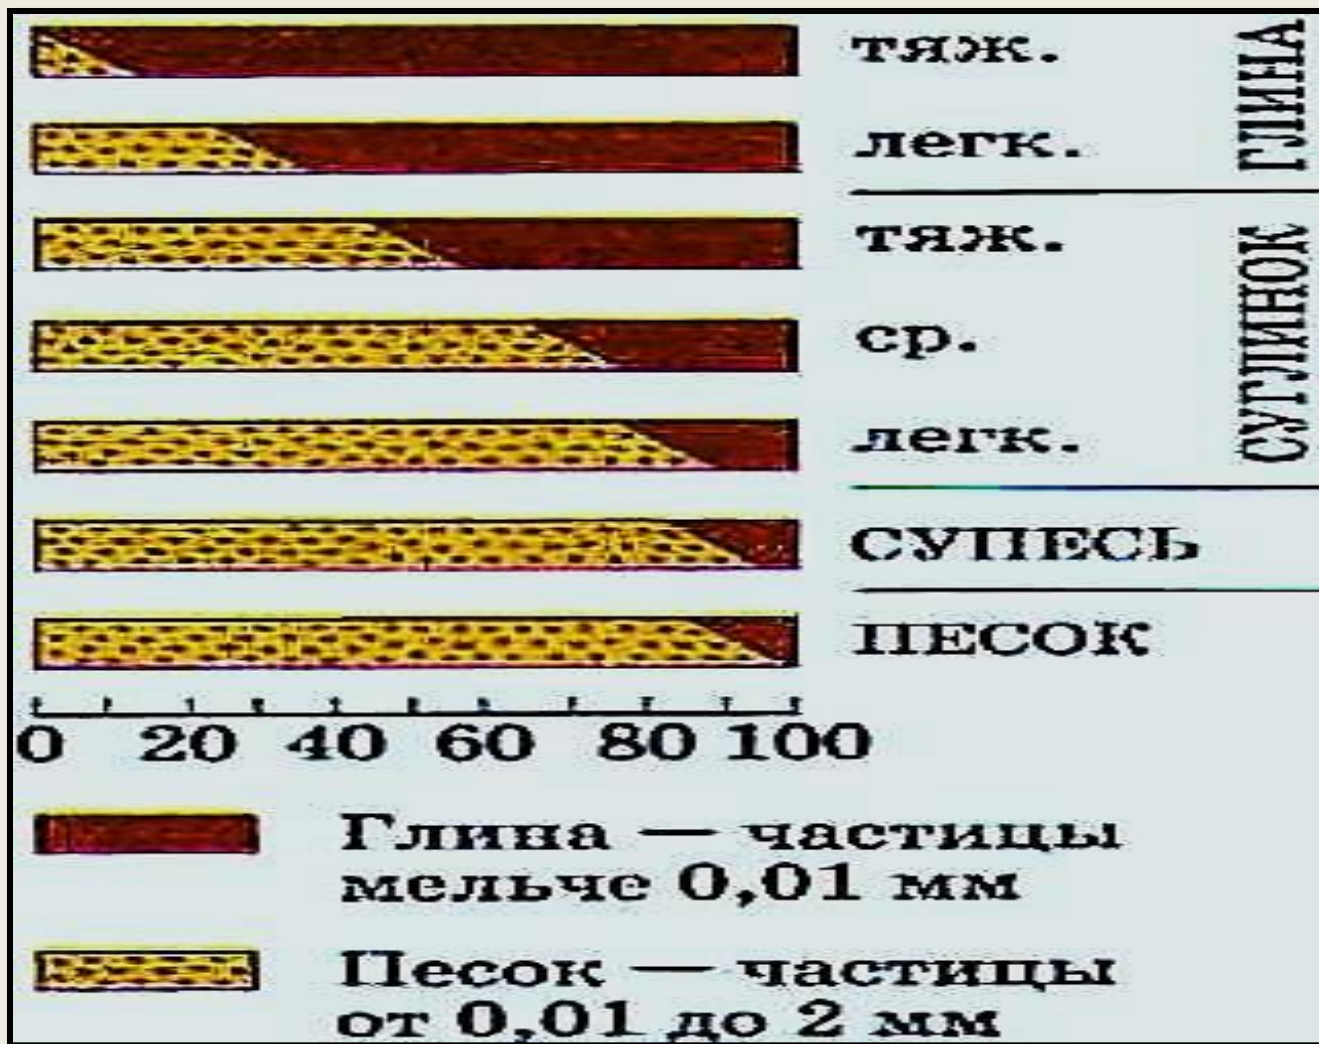 тяж.
легк.
ГЛИНА
тяж.
ср.
легк.
СУГЛИНОК
СУПЕСЬ
ПЕСОК
0 20 40 60 80 100
Глина — частицы
мельче 0,01 мм
Песок — частицы
от 0,01 до 2 мм